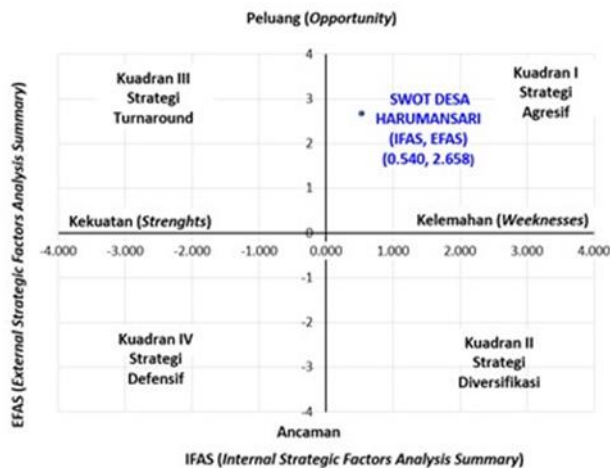 Peluang (Opportunity)
4
Kuadran III
Strategi
Turnaround
Kuadran I
Strategi
Agresif
SWOT DESA
HARUMANSARI
(IFAS, EFAS)
(0.540, 2.658)
3
2
1
Kekuatan (Strenghts)
0
Kelemahan (Weeknesses)
-4.000 -3.000 -2.000 -1.000 0.000 1.000 2.000 3.000 4.000
-1
-2
-3
-4
Kuadran IV
Strategi
Defensif
Kuadran II
Strategi
Diversifikasi
Ancaman
IFAS (Internal Strategic Factors Analysis Summary)
EFAS (External Strategic Factors Analysis Summary)